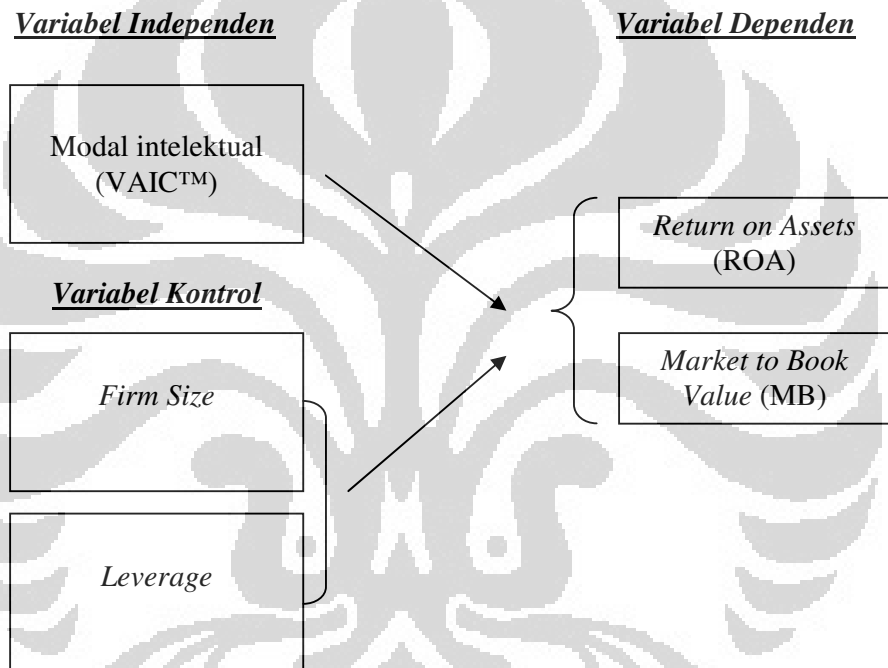 Variabel Independen
Variabel Dependen
Modal intelektual
(VAIC™)
Return on Assets
(ROA)
Variabel Kontrol
Market to Book
Value (MB)
Firm Size
Leverage